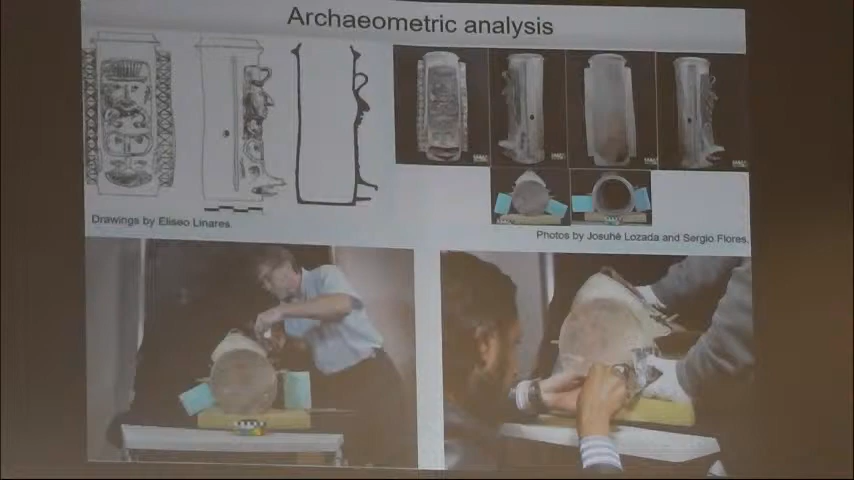 Archaeometric analysis
Drawings by Eliseo Linares.
Photos by Josuhé Lozada and Sergio Flores.